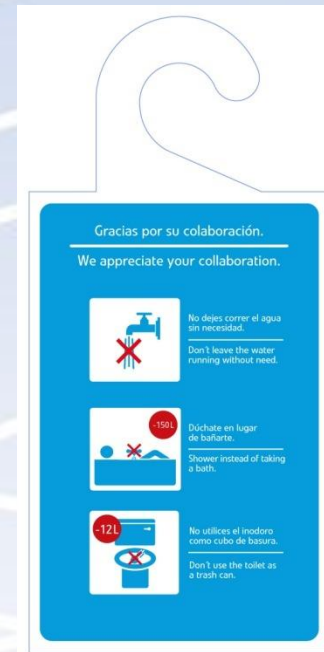 Gracias por su colaboración.
We appreciate your collaboration.
No dejes correr el agua
sin necesidad.
Don't leave the water
running without need.
-150 L
Dúchate en lugar
de bañarte.
Shower instead of taking
a bath.
-12 L
No utilices el inodoro
como cubo de basura.
Don't use the toilet as
a trash can.